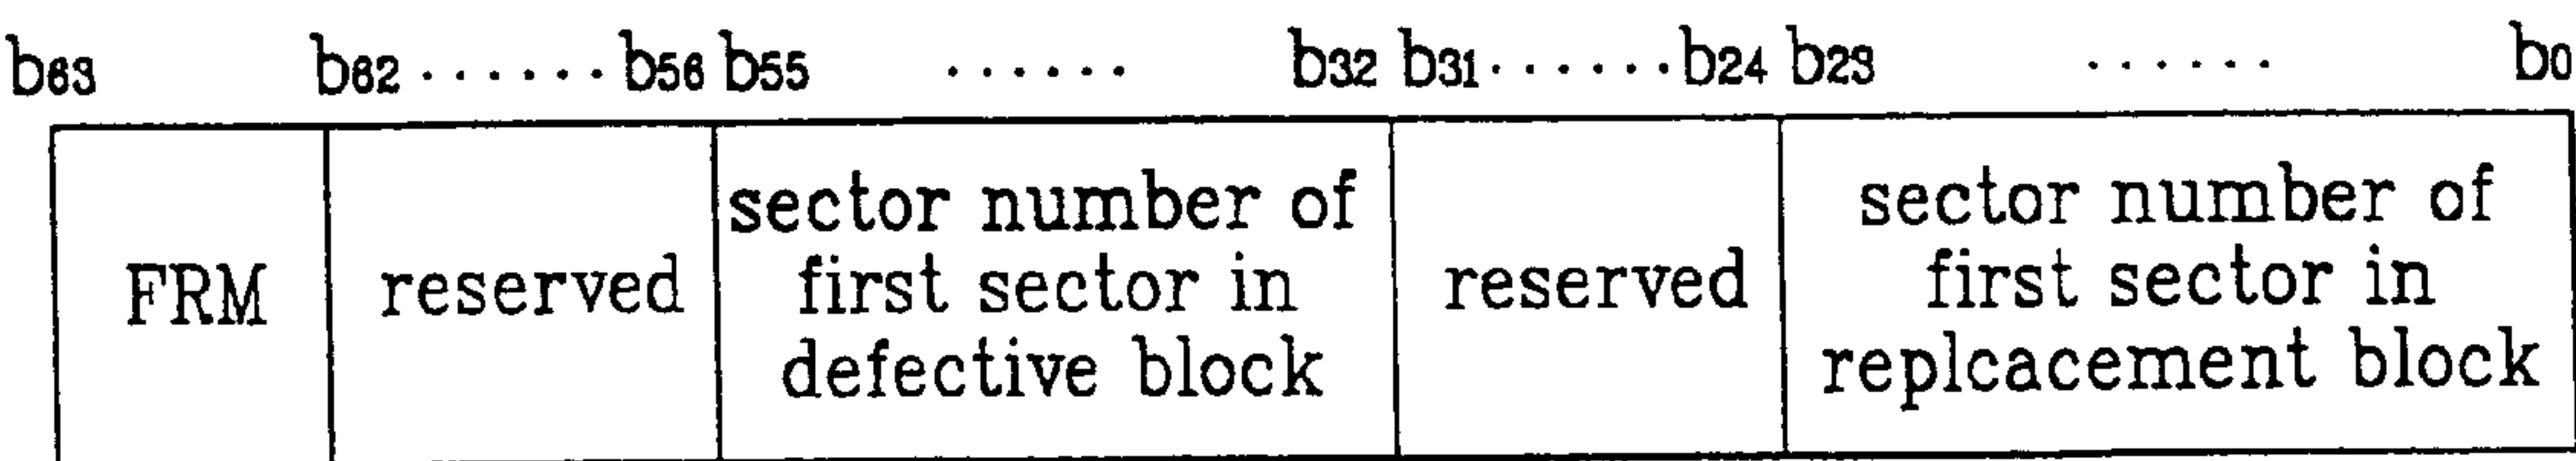 b63 b62 ······ b56 b55 ······ b32 b31 ······ b24 b23 ······ b0
FRM
reserved
sector number of
first sector in
defective block
reserved
sector number of
first sector in
replcacement block